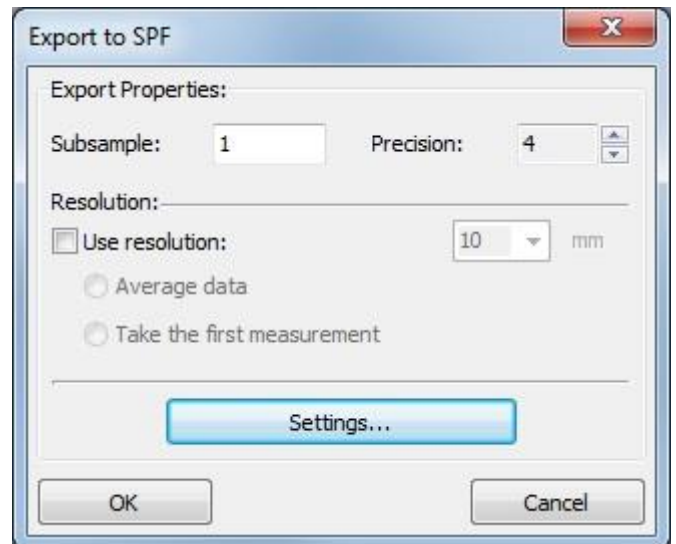 Export to SPF
Export Properties:
Subsample: 1 Precision: 4
Resolution:
Use resolution: 10 mm
Average data
Take the first measurement
Settings...
OK Cancel